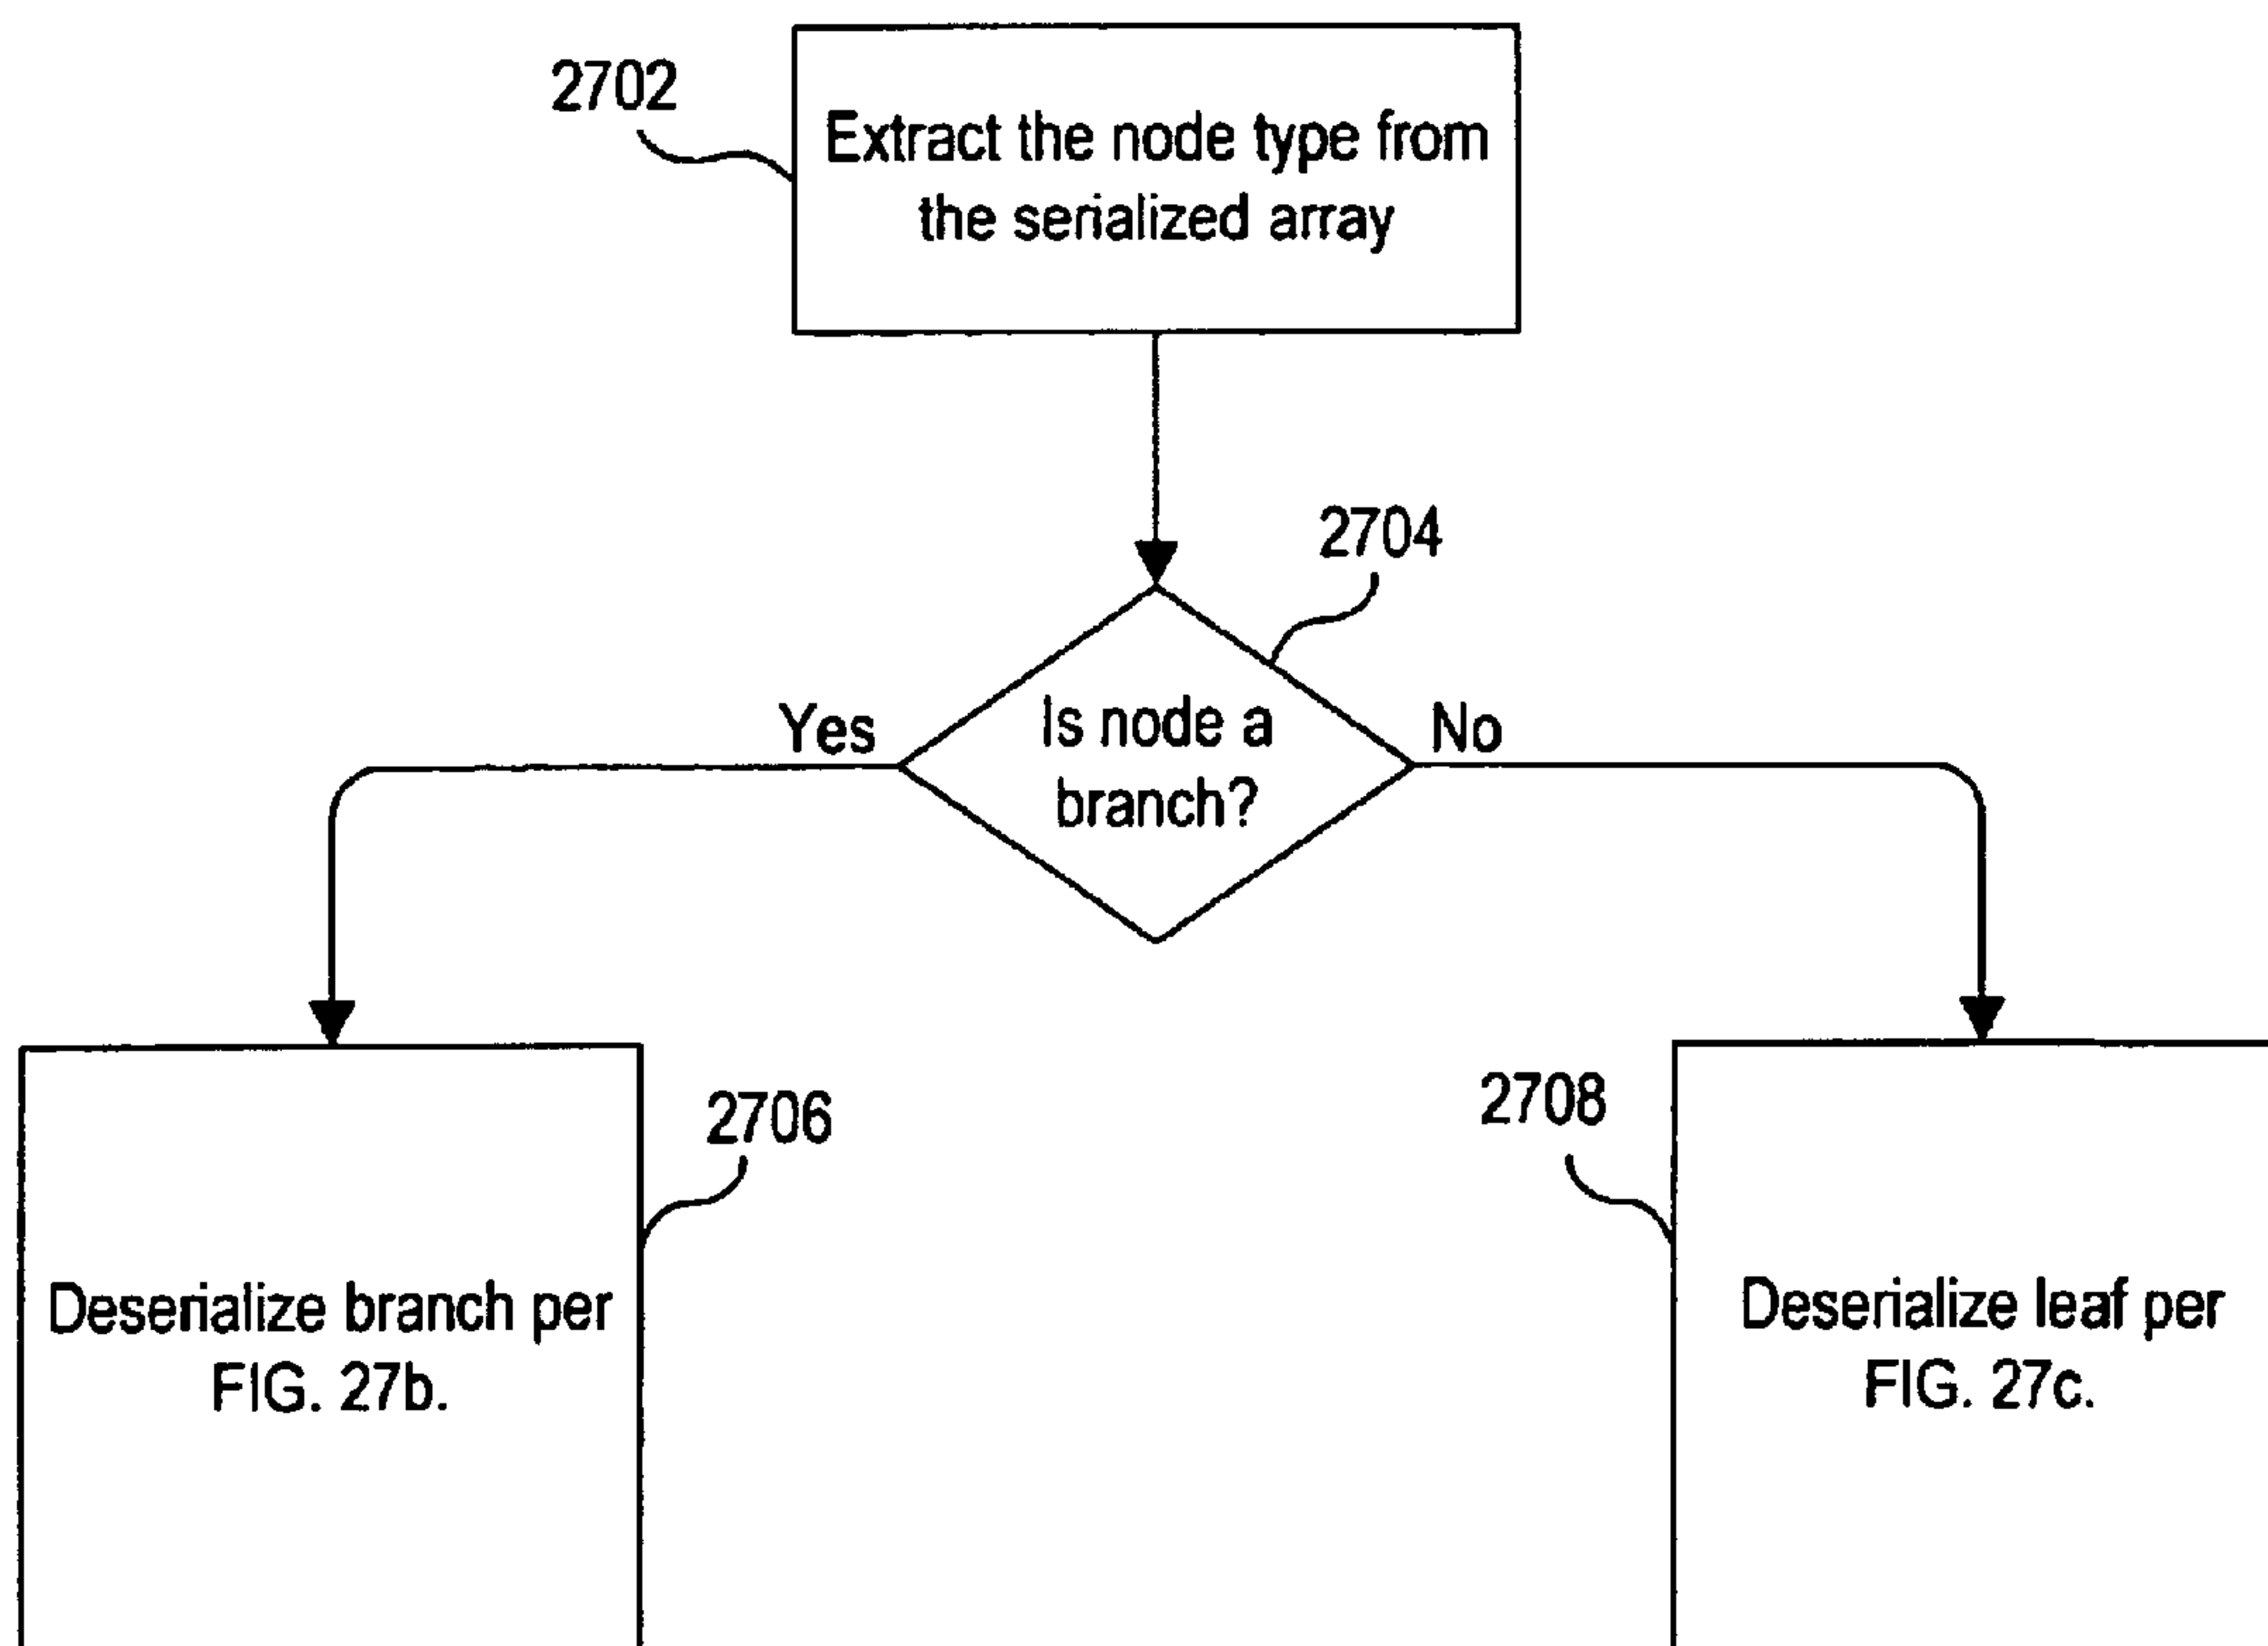 2702
Extract the node type from
the serialized array
2704
Yes
Is node a
branch?
No
2706
2708
Deserialize branch per
FIG. 27b.
Deserialize leaf per
FIG. 27c.